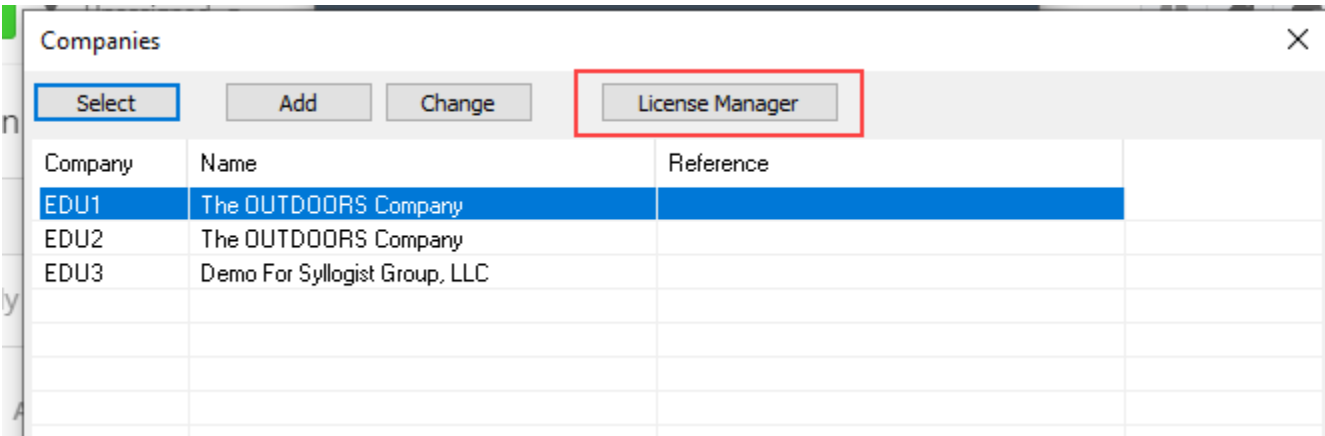 Companies
Select Add Change License Manager
Company Name Reference
EDU1 The OUTDOORS Company
EDU2 The OUTDOORS Company
EDU3 Demo For Syllogist Group, LLC